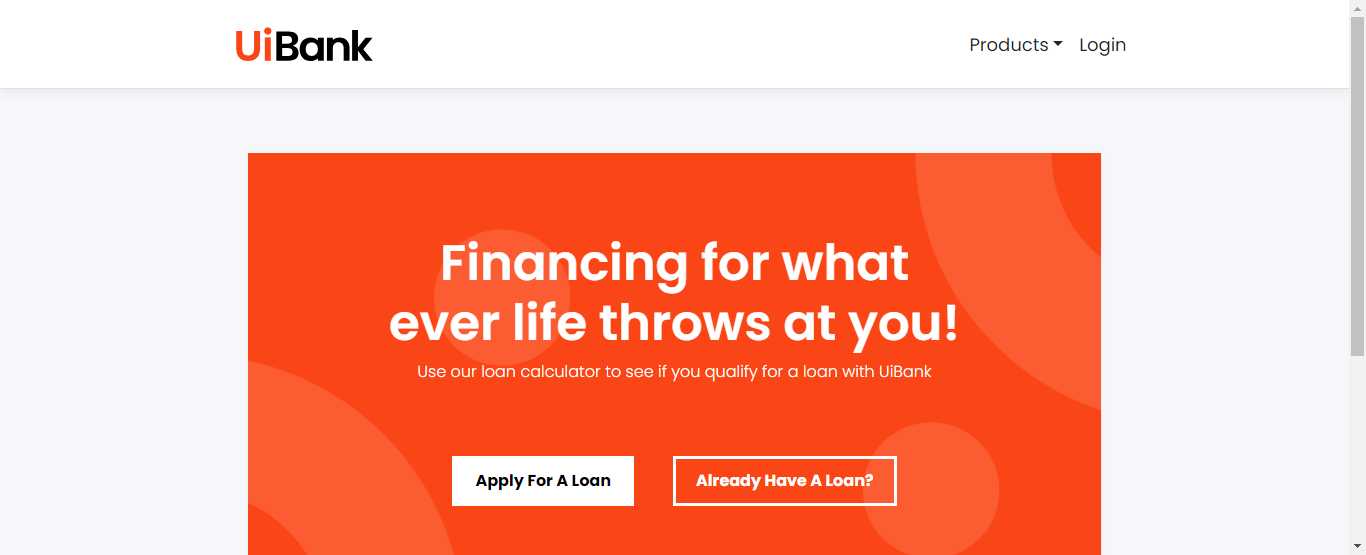 UiBank
Products Login
Financing for what
ever life throws at you!
Use our loan calculator to see if you qualify for a loan with UiBank
Apply For A Loan
Already Have A Loan?